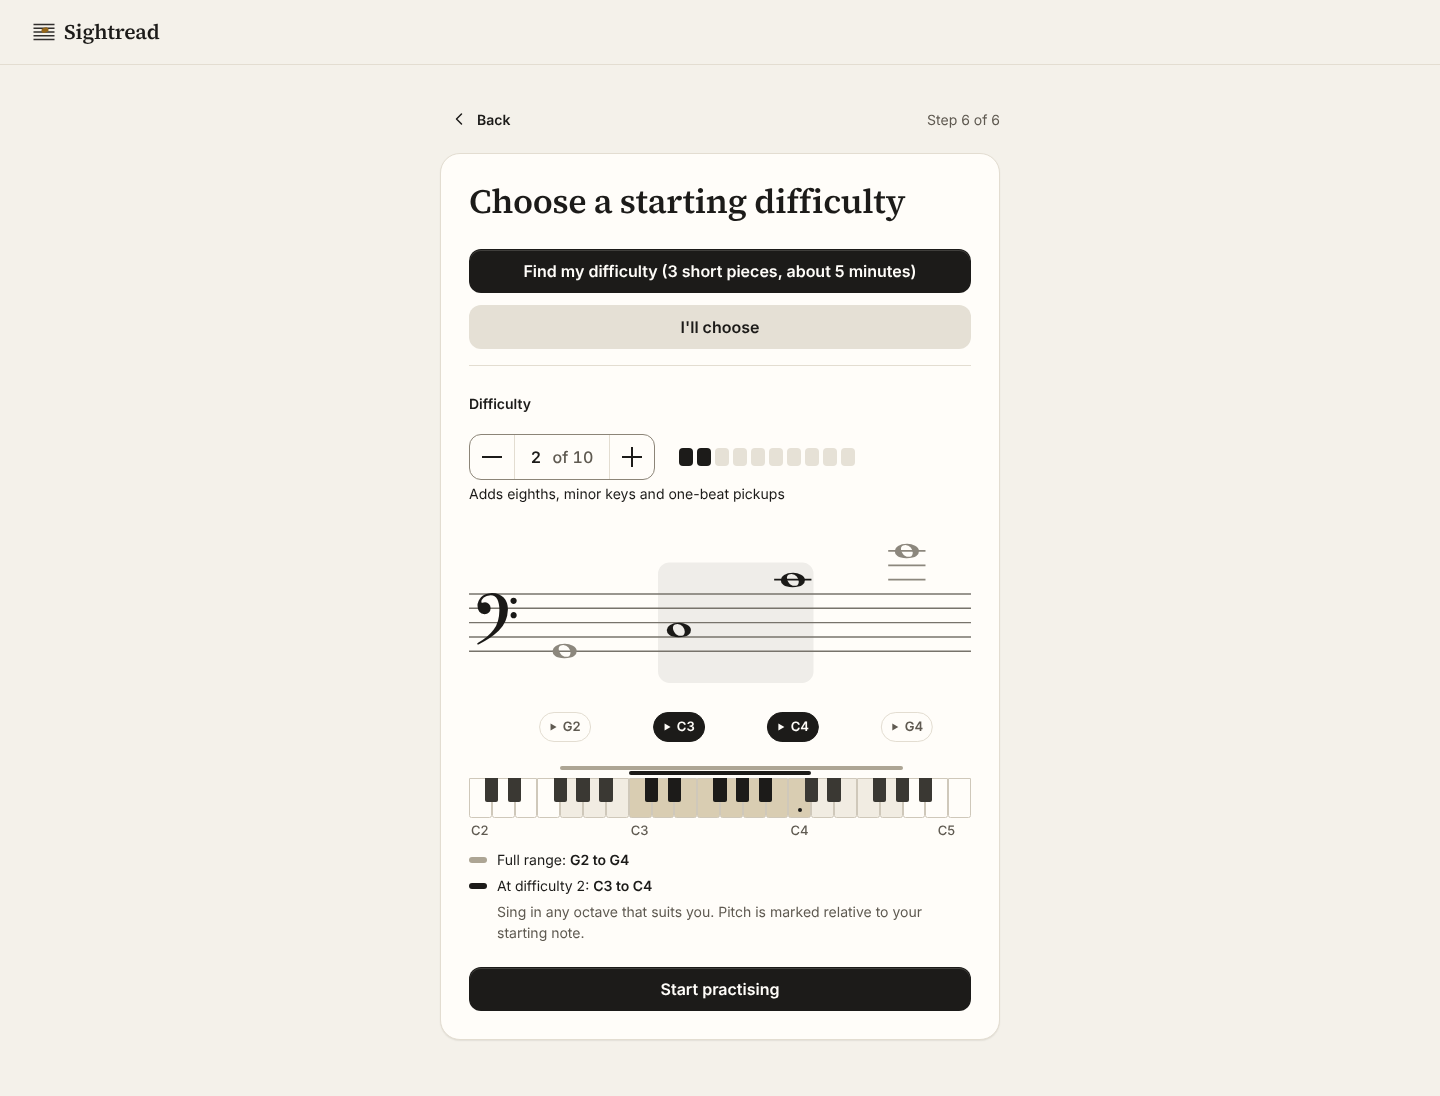 Sightread
Back
Step 6 of 6
Choose a starting difficulty
Find my difficulty (3 short pieces, about 5 minutes)
I'll choose
Difficulty
2 of 10
Adds eighths, minor keys and one-beat pickups
G2 C3 C4 G4
C2 C3 C4 C5
Full range: G2 to G4
At difficulty 2: C3 to C4
Sing in any octave that suits you. Pitch is marked relative to your
starting note.
Start practising